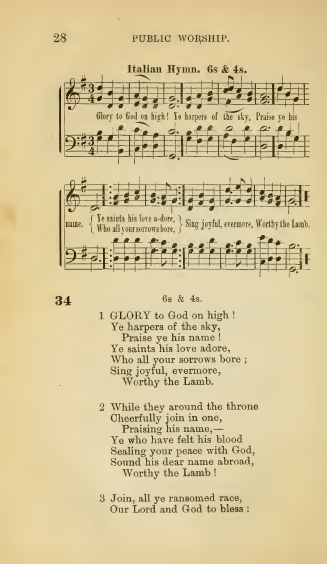 28 PUBLIC WORSHIP.
Italian Hymn. 6s & 4s.
Glory to God on high! Ye harpers of the sky, Praise ye his
name. { Ye saints his love a-dore, } Sing joyful, evermore, Worthy the Lamb.
{ Who all your sorrows bore, }
34 6s & 4s.
1 GLORY to God on high !
Ye harpers of the sky,
Praise ye his name !
Ye saints his love adore,
Who all your sorrows bore ;
Sing joyful, evermore,
Worthy the Lamb.
2 While they around the throne
Cheerfully join in one,
Praising his name,—
Ye who have felt his blood
Sealing your peace with God,
Sound his dear name abroad,
Worthy the Lamb !
3 Join, all ye ransomed race,
Our Lord and God to bless :